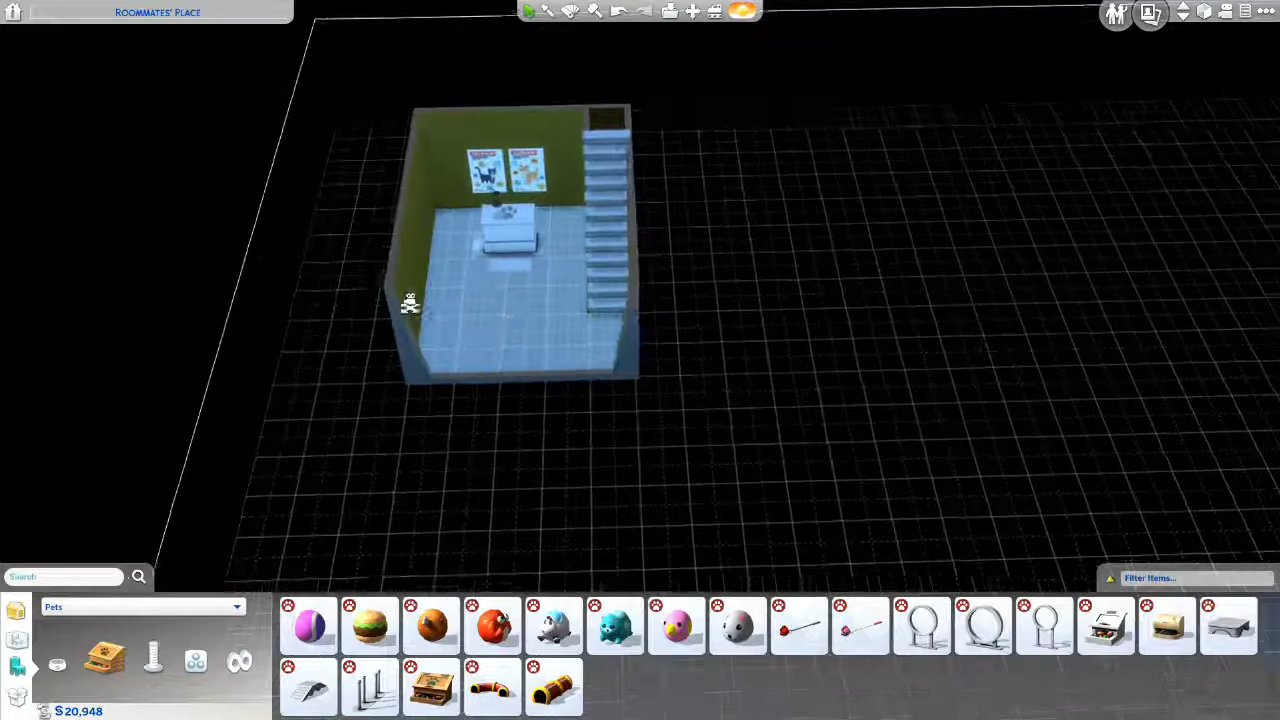 ROOMMATES' PLACE
Search
Filter Items...
Pets
§20,948